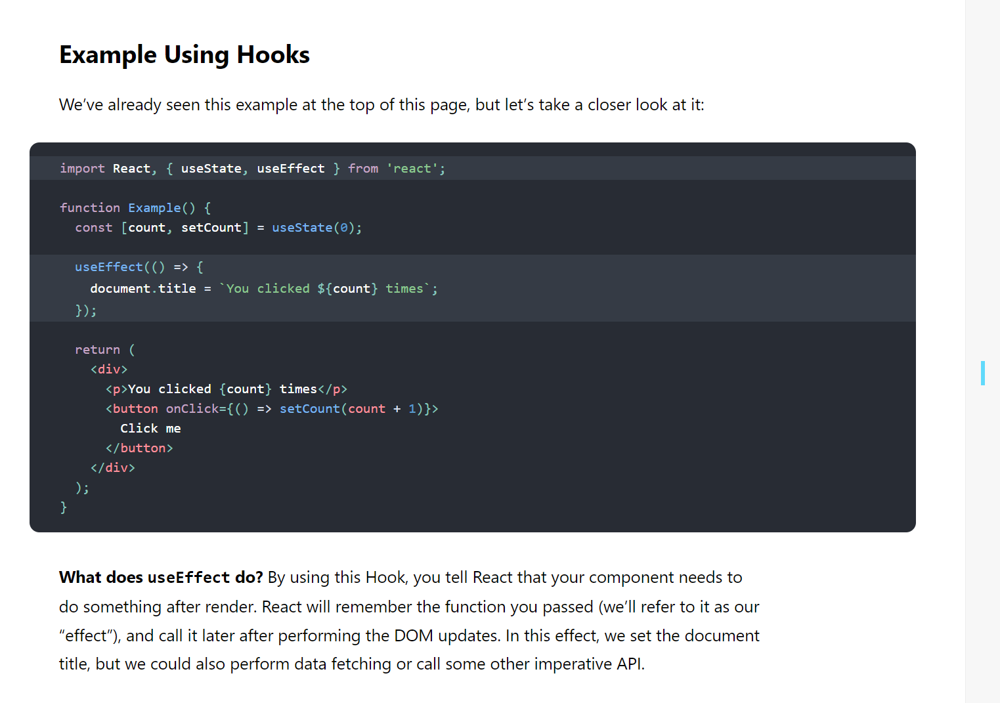 Example Using Hooks
We’ve already seen this example at the top of this page, but let’s take a closer look at it:
import React, { useState, useEffect } from 'react';
function Example() {
  const [count, setCount] = useState(0);
  useEffect(() => {
    document.title = `You clicked ${count} times`;
  });
  return (
    <div>
      <p>You clicked {count} times</p>
      <button onClick={() => setCount(count + 1)}>
        Click me
      </button>
    </div>
  );
}
What does useEffect do? By using this Hook, you tell React that your component needs to
do something after render. React will remember the function you passed (we’ll refer to it as our
“effect”), and call it later after performing the DOM updates. In this effect, we set the document
title, but we could also perform data fetching or call some other imperative API.